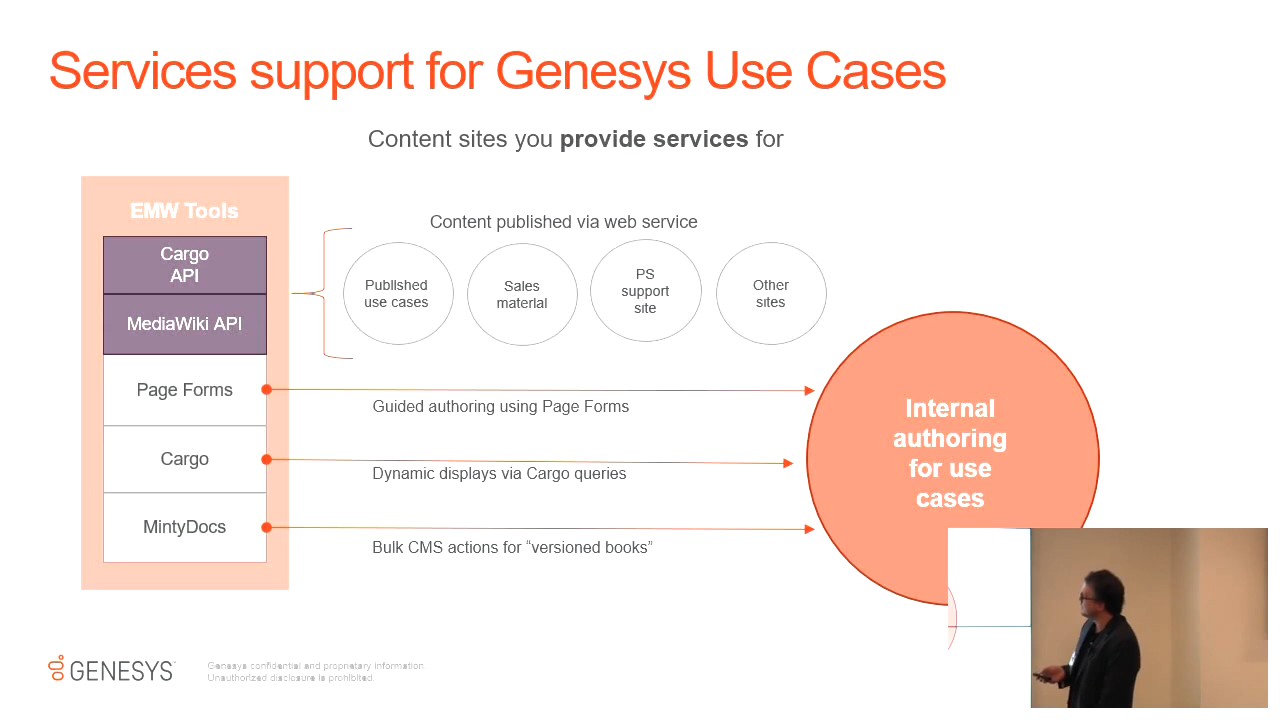 Services support for Genesys Use Cases
Content sites you provide services for
EMW Tools
Cargo
API
MediaWiki API
Page Forms
Cargo
MintyDocs
Content published via web service
Published
use cases
Sales
material
PS
support
site
Other
sites
Guided authoring using Page Forms
Dynamic displays via Cargo queries
Bulk CMS actions for “versioned books”
Internal
authoring
for use
cases
GENESYS
Genesys confidential and proprietary information
Unauthorized disclosure is prohibited